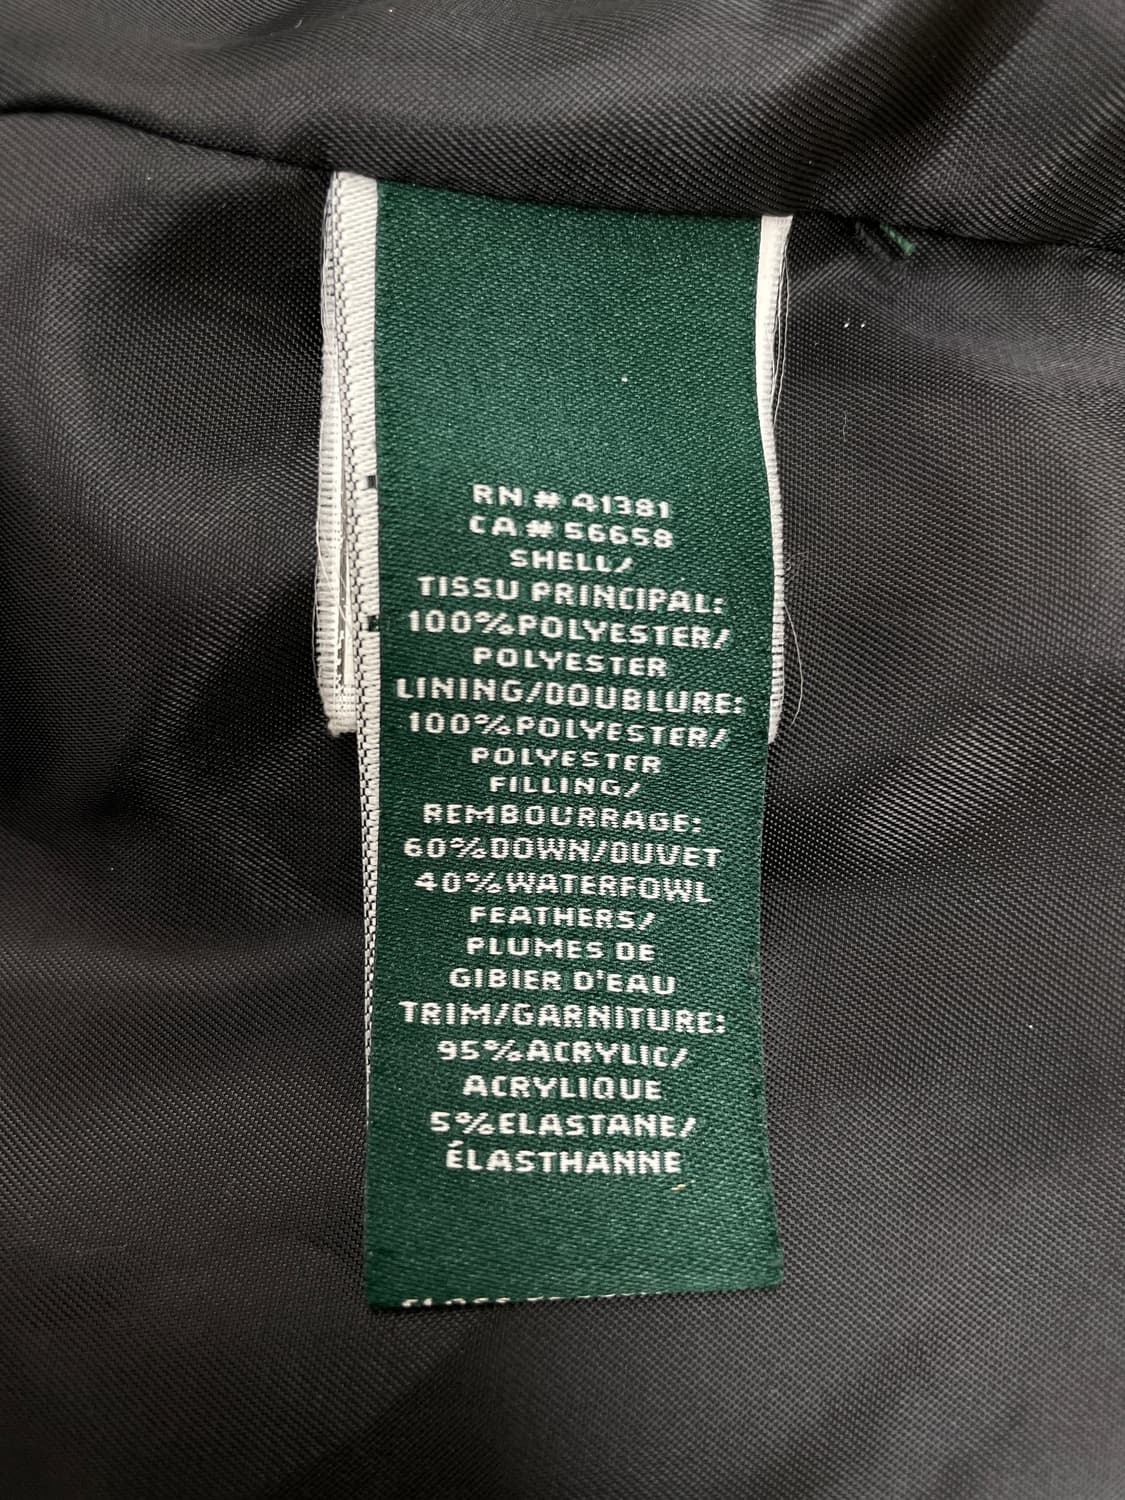 RN # 41381
CA # 56658
SHELL/
TISSU PRINCIPAL:
100%POLYESTER/
POLYESTER
LINING/DOUBLURE:
100%POLYESTER/
POLYESTER
FILLING/
REMBOURRAGE:
60%DOWN/DUVET
40%WATERFOWL
FEATHERS/
PLUMES DE
GIBIER D'EAU
TRIM/GARNITURE:
95%ACRYLIC/
ACRYLIQUE
5%ELASTANE/
ÉLASTHANNE